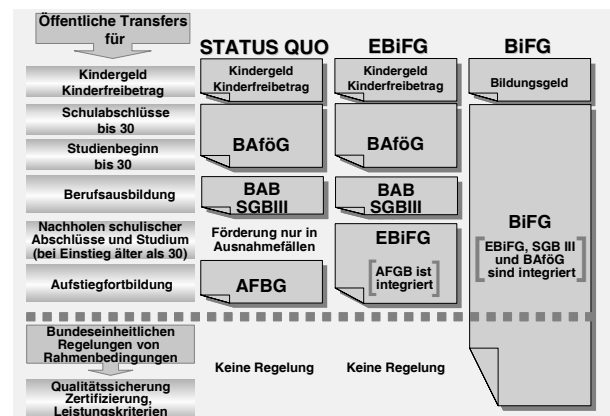 Öffentliche Transfers
für
STATUS QUO
EBiFG
BiFG
Kindergeld
Kinderfreibetrag
Kindergeld
Kinderfreibetrag
Kindergeld
Kinderfreibetrag
Bildungsgeld
Schulabschlüsse
bis 30
BAföG
BAföG
Studienbeginn
bis 30
Berufsausbildung
BAB
SGBIII
BAB
SGBIII
BiFG
EBiFG, SGB III
und BAföG
sind integriert
Nachholen schulischer
Abschlüsse und Studium
(bei Einstieg älter als 30)
Förderung nur in
Ausnahmefällen
EBiFG
AFGB ist
integriert
Aufstiegfortbildung
AFBG
Bundeseinheitlichen
Regelungen von
Rahmenbedingungen
Keine Regelung
Keine Regelung
Qualitätssicherung
Zertifizierung,
Leistungskriterien